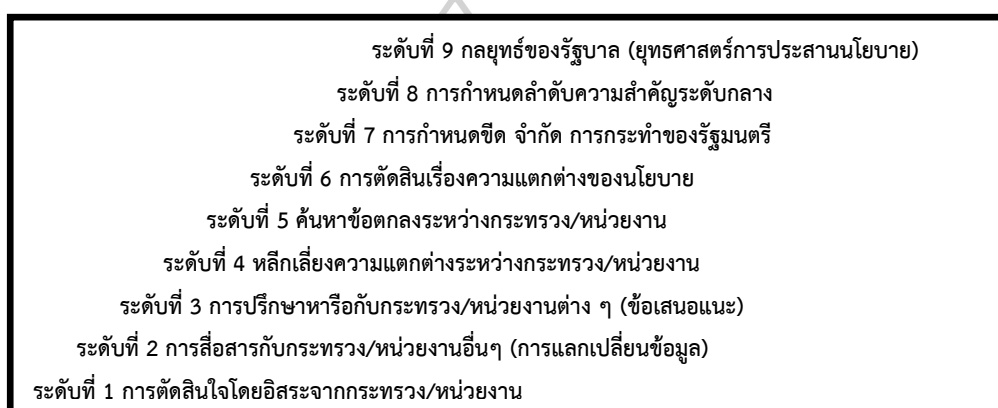 ระดับที่ 9 กลยุทธ์ของรัฐบาล (ยุทธศาสตร์การประสานนโยบาย)
ระดับที่ 8 การกำหนดลำดับความสำคัญระดับกลาง
ระดับที่ 7 การกำหนดขีด จำกัด การกระทำของรัฐมนตรี
ระดับที่ 6 การตัดสินเรื่องความแตกต่างของนโยบาย
ระดับที่ 5 ค้นหาข้อตกลงระหว่างกระทรวง/หน่วยงาน
ระดับที่ 4 หลีกเลี่ยงความแตกต่างระหว่างกระทรวง/หน่วยงาน
ระดับที่ 3 การปรึกษาหารือกับกระทรวง/หน่วยงานต่าง ๆ (ข้อเสนอแนะ)
ระดับที่ 2 การสื่อสารกับกระทรวง/หน่วยงานอื่นๆ (การแลกเปลี่ยนข้อมูล)
ระดับที่ 1 การตัดสินใจโดยอิสระจากกระทรวง/หน่วยงาน